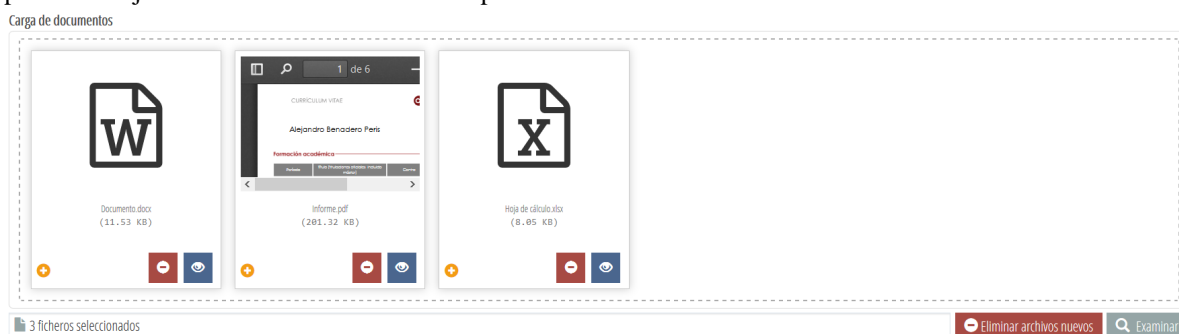 Carga de documentos
W
Documento.docx
(11.53 KB)
1 de 6
CURRICULUM VITAE
Alejandro Benadero Peris
Formación académica
Informe.pdf
(201.32 KB)
X
Hoja de cálculo.xlsx
(8.05 KB)
3 ficheros seleccionados
Eliminar archivos nuevos
Examinar